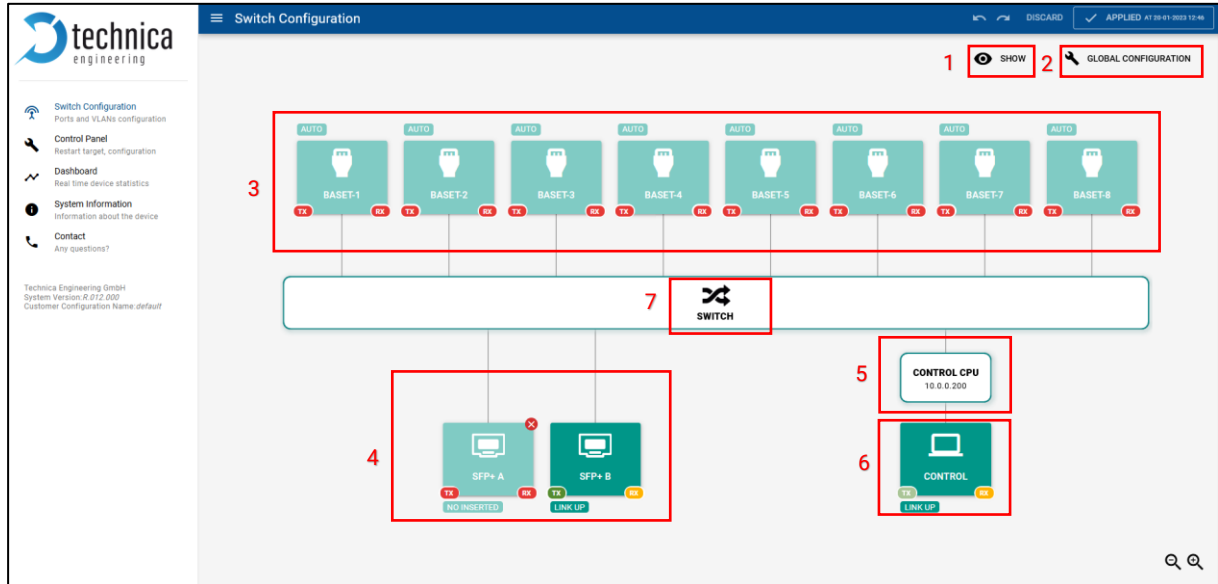 technica
engineering
Switch Configuration
Ports and VLANs configuration
Control Panel
Restart target, configuration
Dashboard
Real time device statistics
System Information
Information about the device
Contact
Any questions?
Technica Engineering GmbH
System Version:R.012.000
Customer Configuration Name:default
Switch Configuration
DISCARD
APPLIED AT 20-01-2023 12:46
1 SHOW 2 GLOBAL CONFIGURATION
3
AUTO AUTO AUTO AUTO AUTO AUTO AUTO AUTO
BASET-1 BASET-2 BASET-3 BASET-4 BASET-5 BASET-6 BASET-7 BASET-8
TX RX TX RX TX RX TX RX TX RX TX RX TX RX TX RX
7
SWITCH
5
CONTROL CPU
10.0.0.200
4
SFP+ A SFP+ B
TX RX TX RX
NO INSERTED LINK UP
6
CONTROL
TX RX
LINK UP